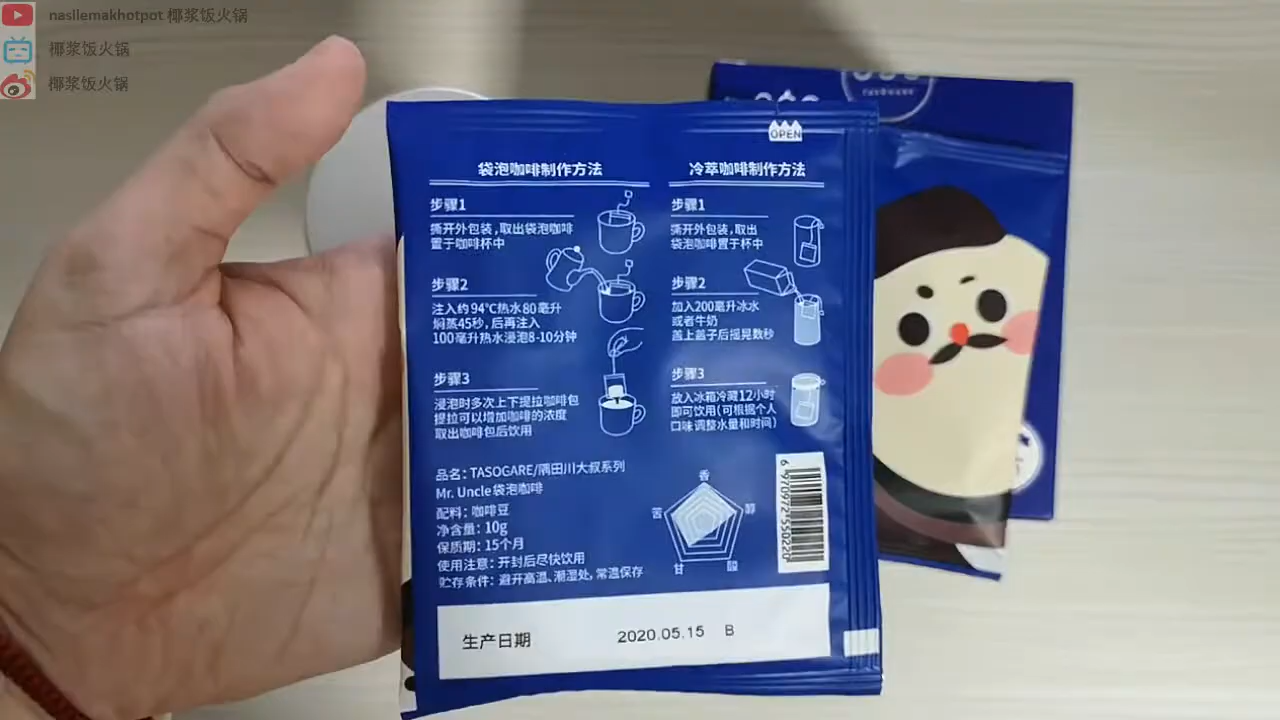 nasilemakhotpot 椰浆饭火锅
椰浆饭火锅
椰浆饭火锅
OPEN
袋泡咖啡制作方法
步骤1
撕开外包装,取出袋泡咖啡
置于咖啡杯中
步骤2
注入约94℃热水80毫升
焖蒸45秒,后再注入
100毫升热水浸泡8-10分钟
步骤3
浸泡时多次上下提拉咖啡包
提拉可以增加咖啡的浓度
取出咖啡包后饮用
冷萃咖啡制作方法
步骤1
撕开外包装,取出
袋泡咖啡置于杯中
步骤2
加入200毫升冰水
或者牛奶
盖上盖子后摇晃数秒
步骤3
放入冰箱冷藏12小时
即可饮用(可根据个人
口味调整水量和时间)
品名: TASOGARE/隅田川大叔系列
Mr. Uncle袋泡咖啡
配料: 咖啡豆
净含量: 10g
保质期: 15个月
使用注意: 开封后尽快饮用
贮存条件: 避开高温、潮湿处, 常温保存
香
醇
酸
甘
苦
6 970972 550220
生产日期 2020.05.15 B